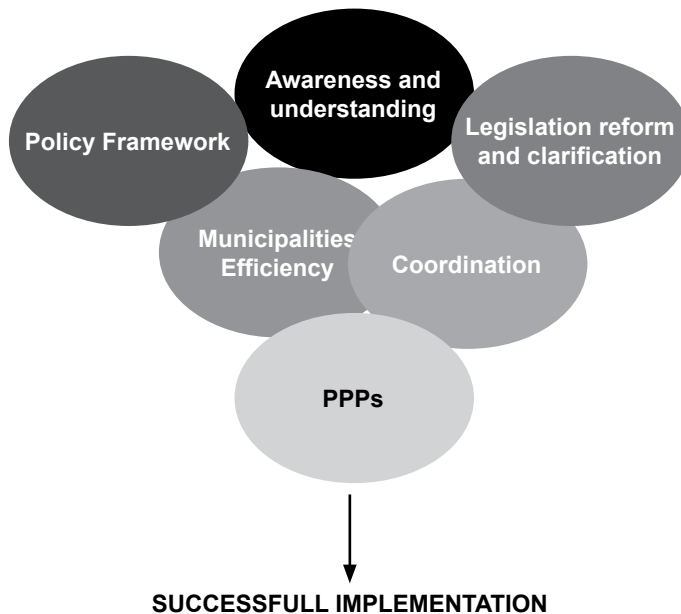 Awareness and
understanding
Policy Framework
Legislation reform
and clarification
Municipalities
Efficiency
Coordination
PPPs
SUCCESSFULL IMPLEMENTATION